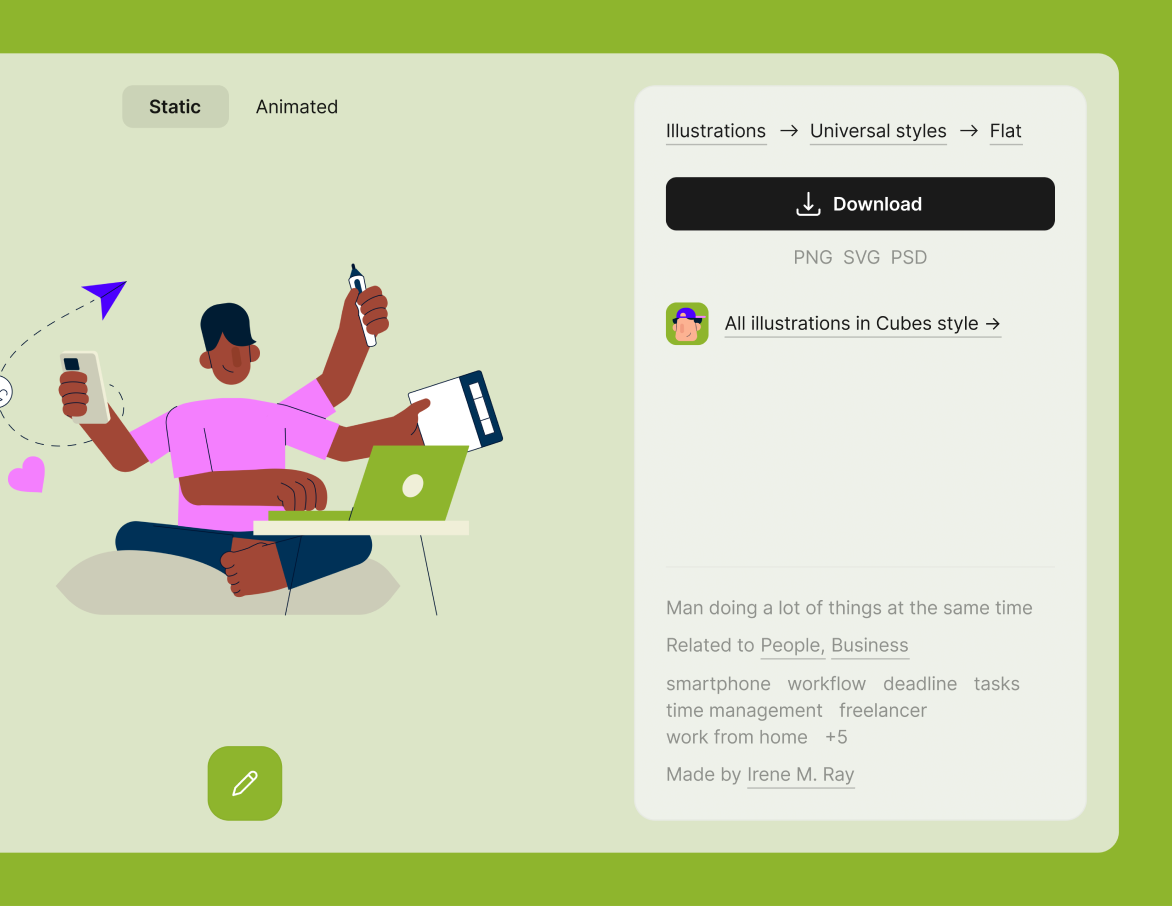 Static Animated
Illustrations → Universal styles → Flat
Download
PNG SVG PSD
All illustrations in Cubes style →
Man doing a lot of things at the same time
Related to People, Business
smartphone workflow deadline tasks
time management freelancer
work from home +5
Made by Irene M. Ray